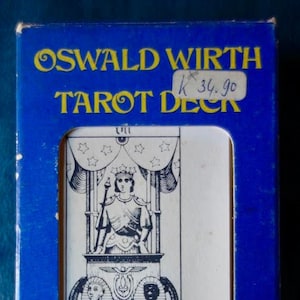 OSWALD WIRTH
TAROT DECK
K 34.90
VII